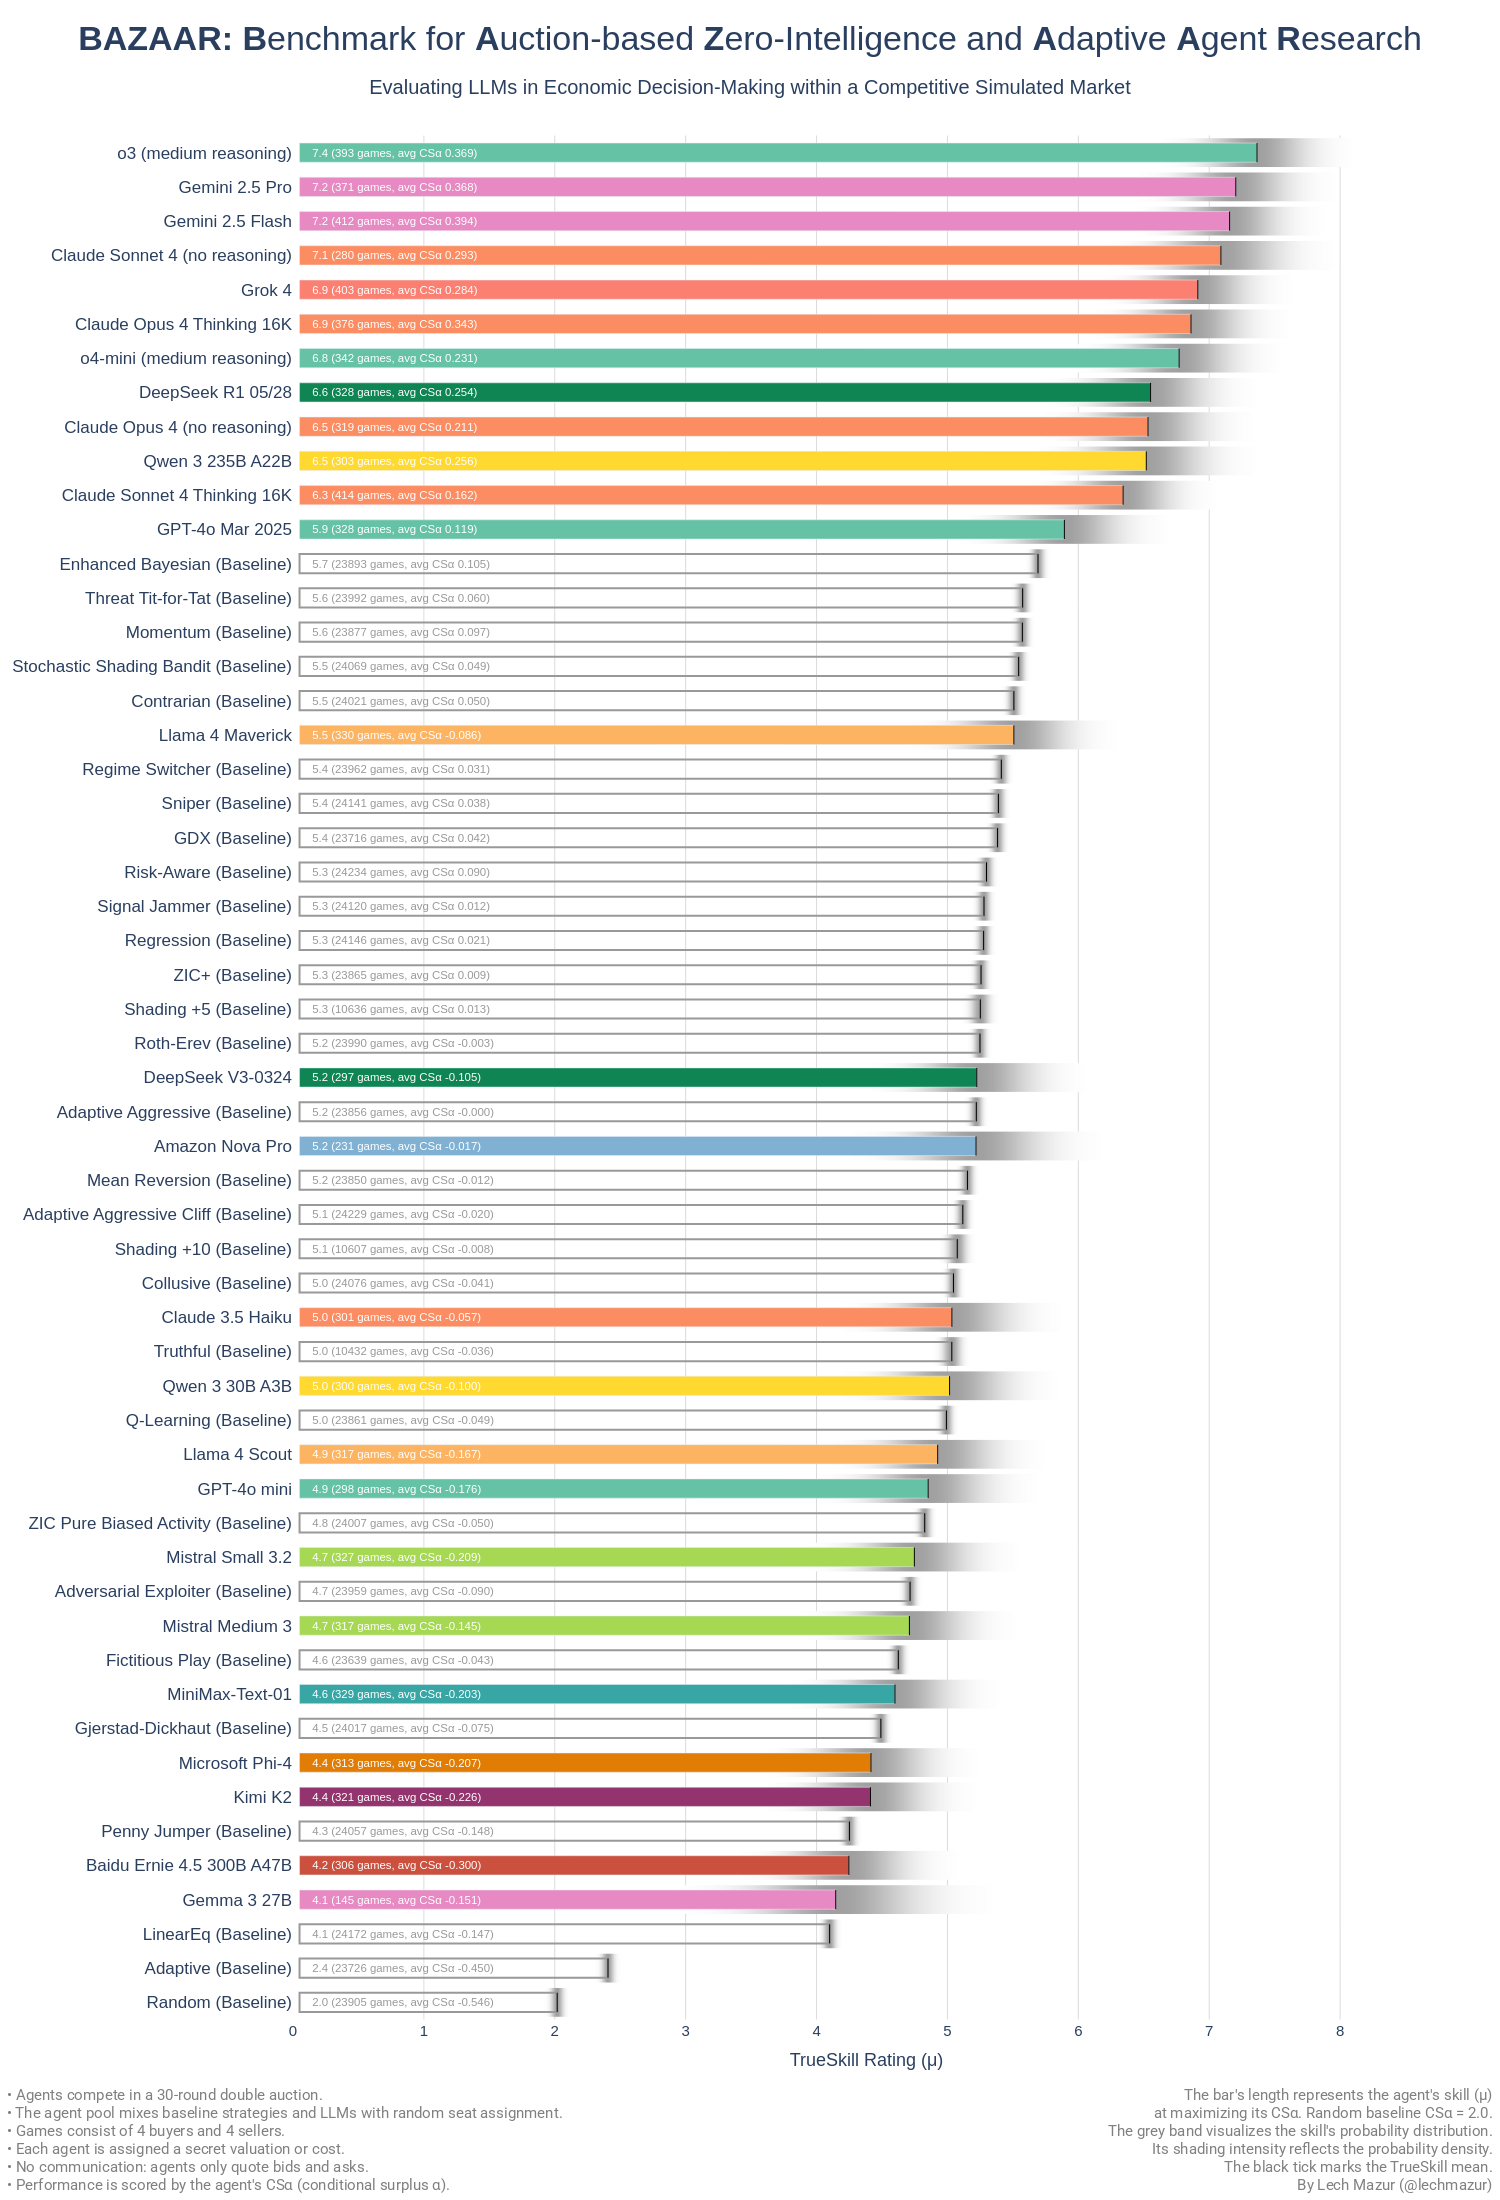 BAZAAR: Benchmark for Auction-based Zero-Intelligence and Adaptive Agent Research
Evaluating LLMs in Economic Decision-Making within a Competitive Simulated Market
o3 (medium reasoning) 7.4 (393 games, avg CSα 0.369)
Gemini 2.5 Pro 7.2 (371 games, avg CSα 0.368)
Gemini 2.5 Flash 7.2 (412 games, avg CSα 0.394)
Claude Sonnet 4 (no reasoning) 7.1 (280 games, avg CSα 0.293)
Grok 4 6.9 (403 games, avg CSα 0.284)
Claude Opus 4 Thinking 16K 6.9 (376 games, avg CSα 0.343)
o4-mini (medium reasoning) 6.8 (342 games, avg CSα 0.231)
DeepSeek R1 05/28 6.6 (328 games, avg CSα 0.254)
Claude Opus 4 (no reasoning) 6.5 (319 games, avg CSα 0.211)
Qwen 3 235B A22B 6.5 (303 games, avg CSα 0.256)
Claude Sonnet 4 Thinking 16K 6.3 (414 games, avg CSα 0.162)
GPT-4o Mar 2025 5.9 (328 games, avg CSα 0.119)
Enhanced Bayesian (Baseline) 5.7 (23893 games, avg CSα 0.105)
Threat Tit-for-Tat (Baseline) 5.6 (23992 games, avg CSα 0.060)
Momentum (Baseline) 5.6 (23877 games, avg CSα 0.097)
Stochastic Shading Bandit (Baseline) 5.5 (24069 games, avg CSα 0.049)
Contrarian (Baseline) 5.5 (24021 games, avg CSα 0.050)
Llama 4 Maverick 5.5 (330 games, avg CSα -0.086)
Regime Switcher (Baseline) 5.4 (23962 games, avg CSα 0.031)
Sniper (Baseline) 5.4 (24141 games, avg CSα 0.038)
GDX (Baseline) 5.4 (23716 games, avg CSα 0.042)
Risk-Aware (Baseline) 5.3 (24234 games, avg CSα 0.090)
Signal Jammer (Baseline) 5.3 (24120 games, avg CSα 0.012)
Regression (Baseline) 5.3 (24146 games, avg CSα 0.021)
ZIC+ (Baseline) 5.3 (23865 games, avg CSα 0.009)
Shading +5 (Baseline) 5.3 (10636 games, avg CSα 0.013)
Roth-Erev (Baseline) 5.2 (23990 games, avg CSα -0.003)
DeepSeek V3-0324 5.2 (297 games, avg CSα -0.105)
Adaptive Aggressive (Baseline) 5.2 (23856 games, avg CSα -0.000)
Amazon Nova Pro 5.2 (231 games, avg CSα -0.017)
Mean Reversion (Baseline) 5.2 (23850 games, avg CSα -0.012)
Adaptive Aggressive Cliff (Baseline) 5.1 (24229 games, avg CSα -0.020)
Shading +10 (Baseline) 5.1 (10607 games, avg CSα -0.008)
Collusive (Baseline) 5.0 (24076 games, avg CSα -0.041)
Claude 3.5 Haiku 5.0 (301 games, avg CSα -0.057)
Truthful (Baseline) 5.0 (10432 games, avg CSα -0.036)
Qwen 3 30B A3B 5.0 (300 games, avg CSα -0.100)
Q-Learning (Baseline) 5.0 (23861 games, avg CSα -0.049)
Llama 4 Scout 4.9 (317 games, avg CSα -0.167)
GPT-4o mini 4.9 (298 games, avg CSα -0.176)
ZIC Pure Biased Activity (Baseline) 4.8 (24007 games, avg CSα -0.050)
Mistral Small 3.2 4.7 (327 games, avg CSα -0.209)
Adversarial Exploiter (Baseline) 4.7 (23959 games, avg CSα -0.090)
Mistral Medium 3 4.7 (317 games, avg CSα -0.145)
Fictitious Play (Baseline) 4.6 (23639 games, avg CSα -0.043)
MiniMax-Text-01 4.6 (329 games, avg CSα -0.203)
Gjerstad-Dickhaut (Baseline) 4.5 (24017 games, avg CSα -0.075)
Microsoft Phi-4 4.4 (313 games, avg CSα -0.207)
Kimi K2 4.4 (321 games, avg CSα -0.226)
Penny Jumper (Baseline) 4.3 (24057 games, avg CSα -0.148)
Baidu Ernie 4.5 300B A47B 4.2 (306 games, avg CSα -0.300)
Gemma 3 27B 4.1 (145 games, avg CSα -0.151)
LinearEq (Baseline) 4.1 (24172 games, avg CSα -0.147)
Adaptive (Baseline) 2.4 (23726 games, avg CSα -0.450)
Random (Baseline) 2.0 (23905 games, avg CSα -0.546)
0 1 2 3 4 5 6 7 8
TrueSkill Rating (μ)
• Agents compete in a 30-round double auction.
• The agent pool mixes baseline strategies and LLMs with random seat assignment.
• Games consist of 4 buyers and 4 sellers.
• Each agent is assigned a secret valuation or cost.
• No communication: agents only quote bids and asks.
• Performance is scored by the agent's CSα (conditional surplus α).
The bar's length represents the agent's skill (μ)
at maximizing its CSα. Random baseline CSα = 2.0.
The grey band visualizes the skill's probability distribution.
Its shading intensity reflects the probability density.
The black tick marks the TrueSkill mean.
By Lech Mazur (@lechmazur)